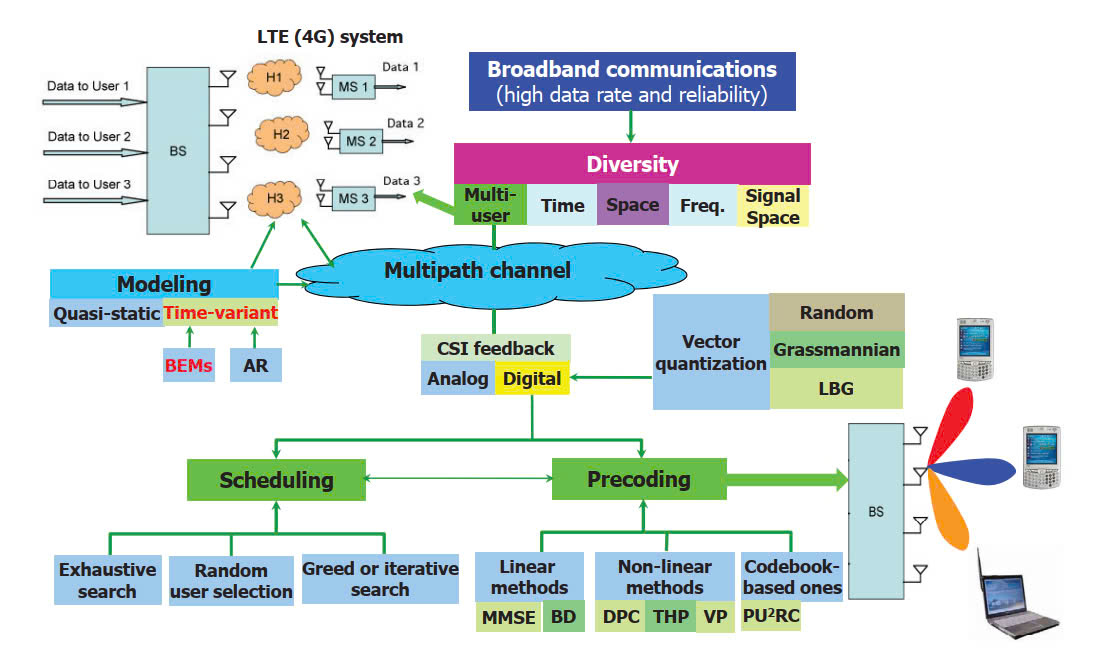 LTE (4G) system
Data to User 1
Data to User 2
Data to User 3
BS
H1
H2
H3
MS 1
MS 2
MS 3
Data 1
Data 2
Data 3
Broadband communications
(high data rate and reliability)
Diversity
Multi-
user
Time
Space
Freq.
Signal
Space
Multipath channel
Modeling
Quasi-static
Time-variant
BEMs
AR
CSI feedback
Analog
Digital
Vector
quantization
Random
Grassmannian
LBG
Scheduling
Precoding
Exhaustive
search
Random
user selection
Greed or iterative
search
Linear
methods
MMSE
BD
Non-linear
methods
DPC
THP
VP
Codebook-
based ones
PU²RC
BS